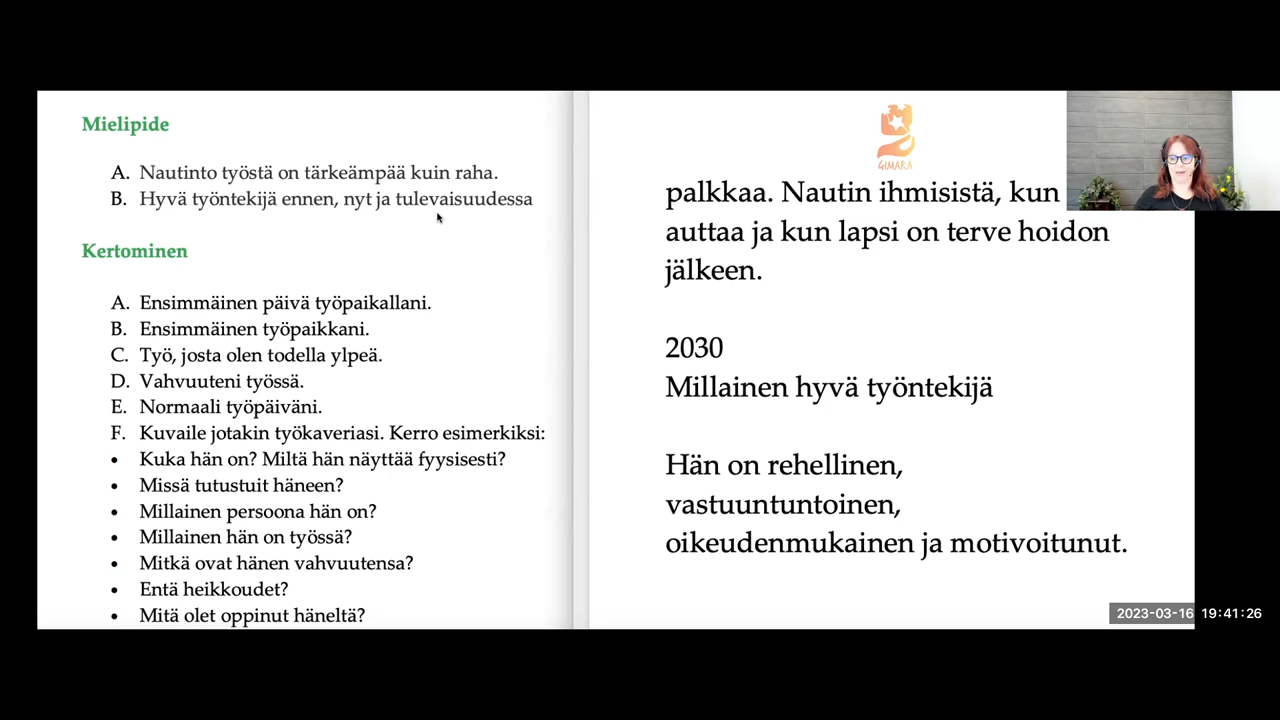 Mielipide
A. Nautinto työstä on tärkeämpää kuin raha.
B. Hyvä työntekijä ennen, nyt ja tulevaisuudessa
Kertominen
A. Ensimmäinen päivä työpaikallani.
B. Ensimmäinen työpaikkani.
C. Työ, josta olen todella ylpeä.
D. Vahvuuteni työssä.
E. Normaali työpäiväni.
F. Kuvaile jotakin työkaveriasi. Kerro esimerkiksi:
• Kuka hän on? Miltä hän näyttää fyysisesti?
• Missä tutustuit häneen?
• Millainen persoona hän on?
• Millainen hän on työssä?
• Mitkä ovat hänen vahvuutensa?
• Entä heikkoudet?
• Mitä olet oppinut häneltä?
GIMARA
palkkaa. Nautin ihmisistä, kun
auttaa ja kun lapsi on terve hoidon
jälkeen.
2030
Millainen hyvä työntekijä
Hän on rehellinen,
vastuuntuntoinen,
oikeudenmukainen ja motivoitunut.
2023-03-16 19:41:26